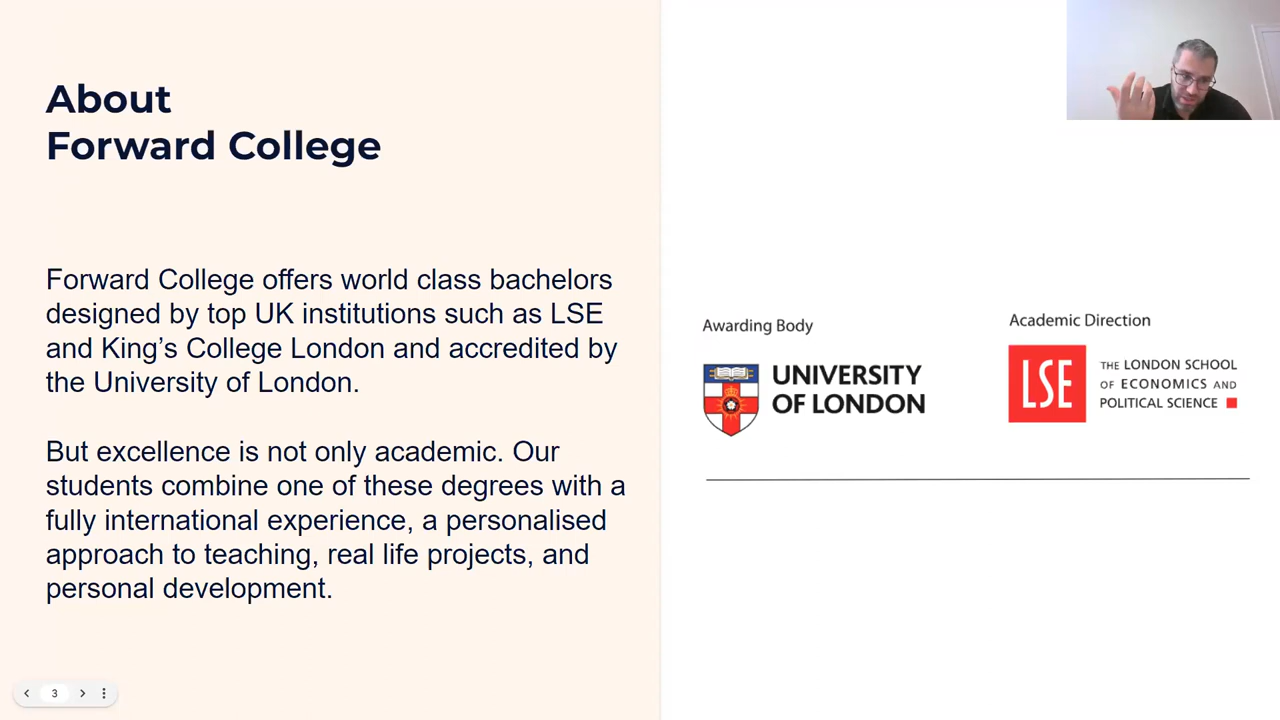 About
Forward College
Forward College offers world class bachelors
designed by top UK institutions such as LSE
and King’s College London and accredited by
the University of London.
But excellence is not only academic. Our
students combine one of these degrees with a
fully international experience, a personalised
approach to teaching, real life projects, and
personal development.
Awarding Body
UNIVERSITY
OF LONDON
Academic Direction
LSE
THE LONDON SCHOOL
OF ECONOMICS AND
POLITICAL SCIENCE
3